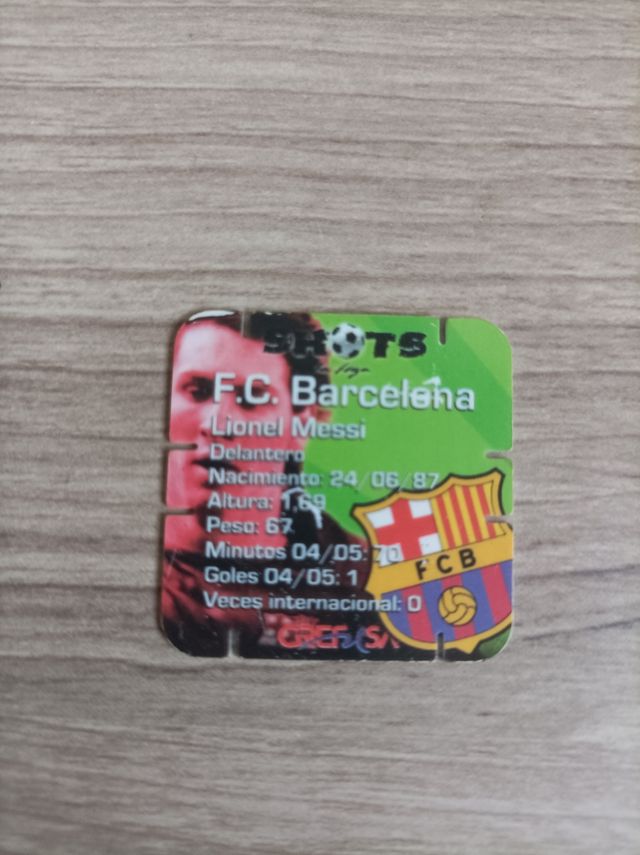 SHOTS
F.C. Barcelona
Lionel Messi
Delantero
Nacimiento: 24/06/87
Altura: 1,69
Peso: 67
Minutos 04/05: 70
Goles 04/05: 1
Veces internacional: 0
FCB
GREFUSA